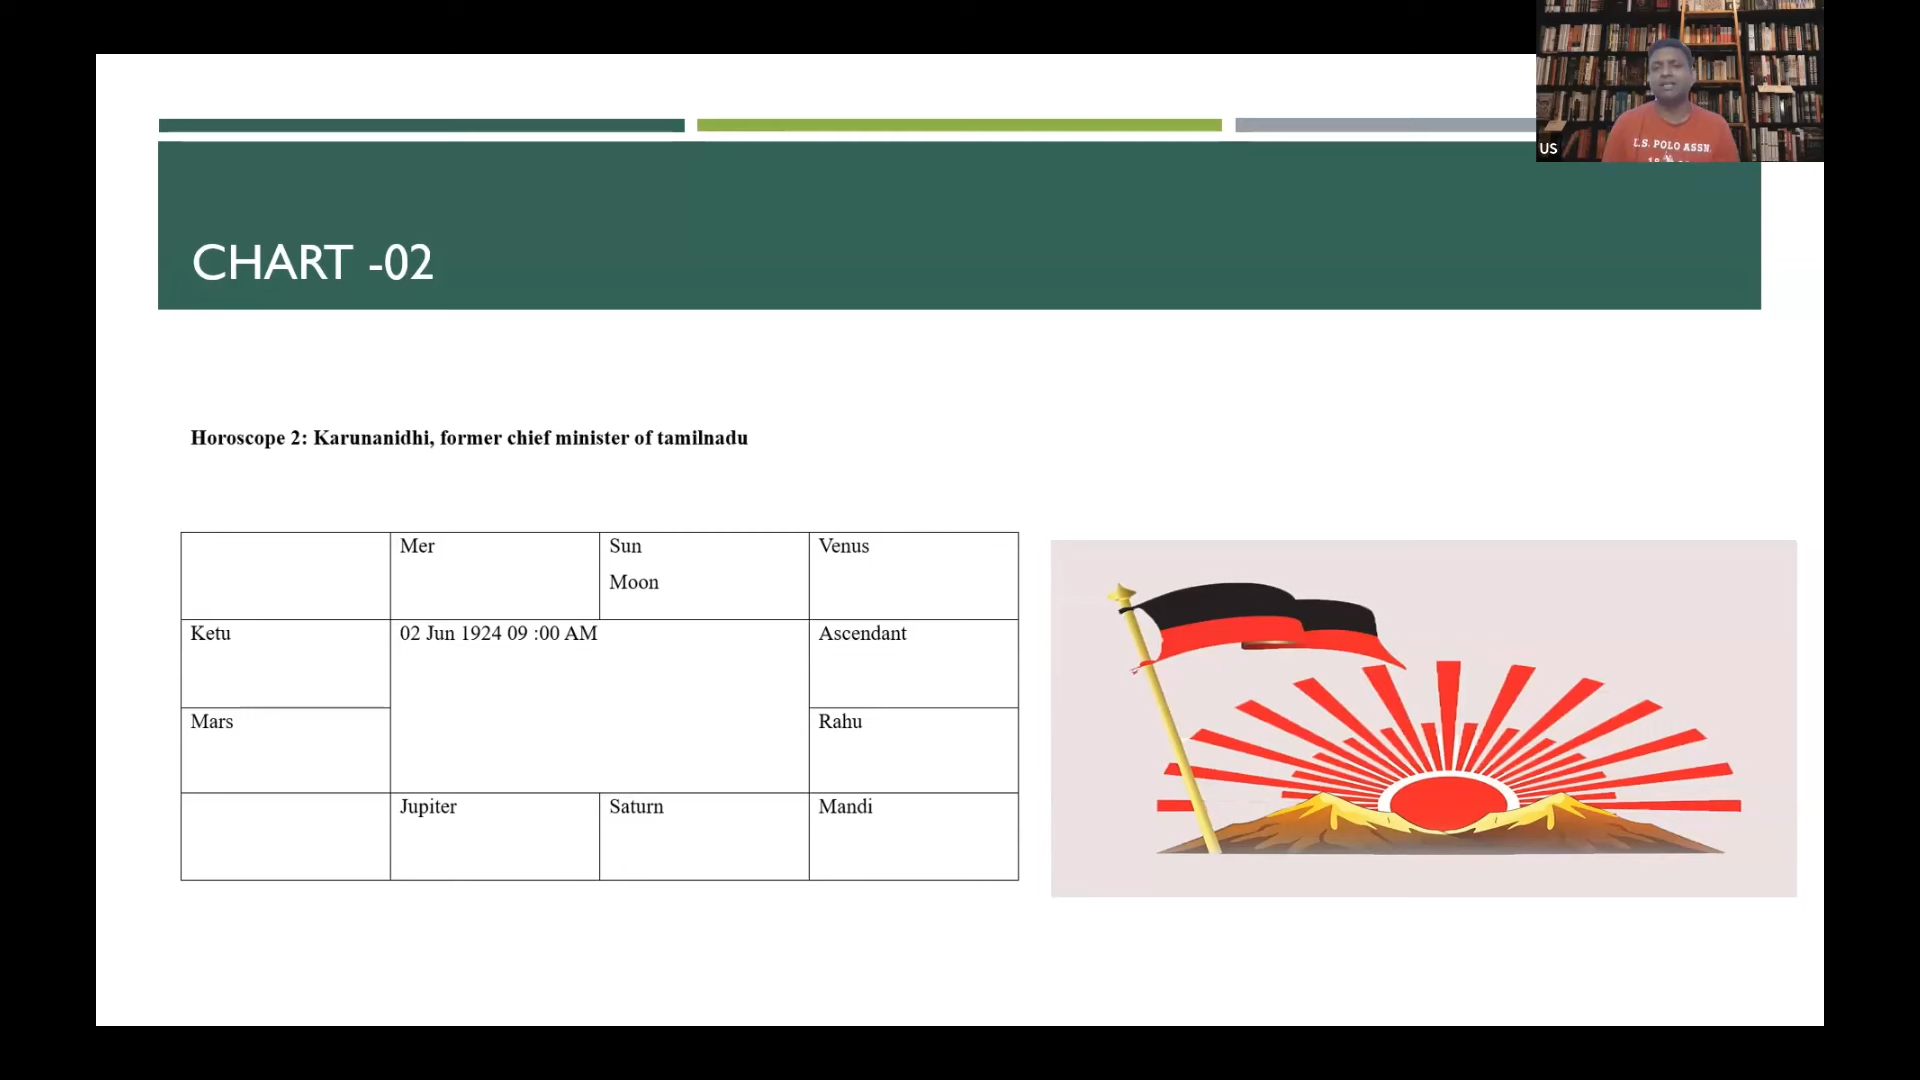 US
U.S. POLO ASSN.
CHART -02
Horoscope 2: Karunanidhi, former chief minister of tamilnadu
Mer
Sun
Venus
Moon
Ketu
02 Jun 1924 09 :00 AM
Ascendant
Mars
Rahu
Jupiter
Saturn
Mandi